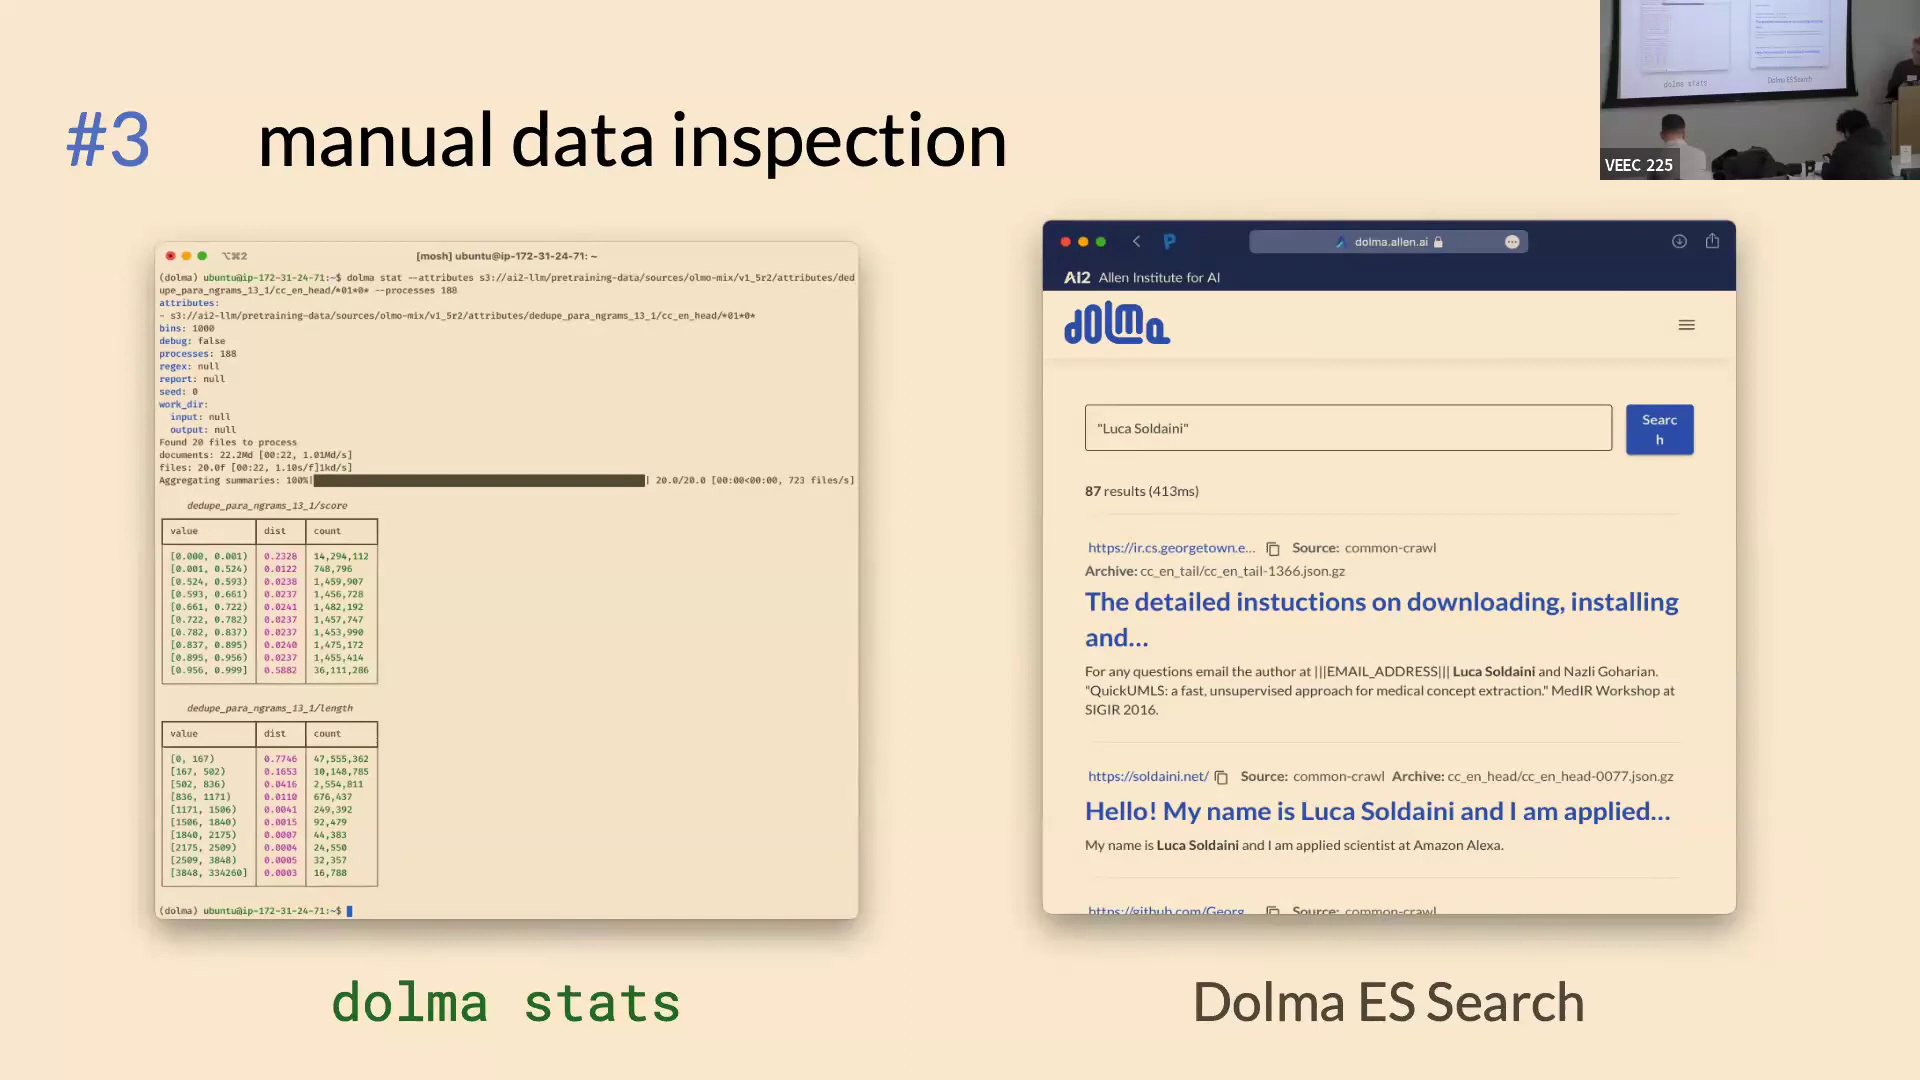 #3 manual data inspection
dolma stats
Dolma ES Search
VEEC 225
⌥⌘2 [mosh] ubuntu@ip-172-31-24-71: ~
(dolma) ubuntu@ip-172-31-24-71:~$ dolma stat --attributes s3://ai2-llm/pretraining-data/sources/olmo-mix/v1_5r2/attributes/ded
upe_para_ngrams_13_1/cc_en_head/*01*0* --processes 188
attributes:
- s3://ai2-llm/pretraining-data/sources/olmo-mix/v1_5r2/attributes/dedupe_para_ngrams_13_1/cc_en_head/*01*0*
bins: 1000
debug: false
processes: 188
regex: null
report: null
seed: 0
work_dir:
input: null
output: null
Found 20 files to process
documents: 22.2Md [00:22, 1.01Md/s]
files: 20.0f [00:22, 1.10s/f]1kd/s]
Aggregating summaries: 100%| | 20.0/20.0 [00:00<00:00, 723 files/s]
dedupe_para_ngrams_13_1/score
value dist count
[0.000, 0.001) 0.2328 14,294,112
[0.001, 0.524) 0.0122 748,796
[0.524, 0.593) 0.0238 1,459,907
[0.593, 0.661) 0.0237 1,456,728
[0.661, 0.722) 0.0241 1,482,192
[0.722, 0.782) 0.0237 1,457,747
[0.782, 0.837) 0.0237 1,453,990
[0.837, 0.895) 0.0240 1,475,172
[0.895, 0.956) 0.0237 1,455,414
[0.956, 0.999] 0.5882 36,111,286
dedupe_para_ngrams_13_1/length
value dist count
[0, 167) 0.7746 47,555,362
[167, 502) 0.1653 10,148,785
[502, 836) 0.0416 2,554,811
[836, 1171) 0.0110 676,437
[1171, 1506) 0.0041 249,392
[1506, 1840) 0.0015 92,479
[1840, 2175) 0.0007 44,383
[2175, 2509) 0.0004 24,550
[2509, 3848) 0.0005 32,357
[3848, 334260] 0.0003 16,788
(dolma) ubuntu@ip-172-31-24-71:~$
dolma.allen.ai
AI2 Allen Institute for AI
dolma
"Luca Soldaini"
Searc
h
87 results (413ms)
https://ir.cs.georgetown.e... Source: common-crawl
Archive: cc_en_tail/cc_en_tail-1366.json.gz
The detailed instuctions on downloading, installing
and...
For any questions email the author at |||EMAIL_ADDRESS||| Luca Soldaini and Nazli Goharian.
"QuickUMLS: a fast, unsupervised approach for medical concept extraction." MedIR Workshop at
SIGIR 2016.
https://soldaini.net/ Source: common-crawl Archive: cc_en_head/cc_en_head-0077.json.gz
Hello! My name is Luca Soldaini and I am applied...
My name is Luca Soldaini and I am applied scientist at Amazon Alexa.
https://github.com/Georg... Source: common-crawl
dolma stats
Dolma ES Search